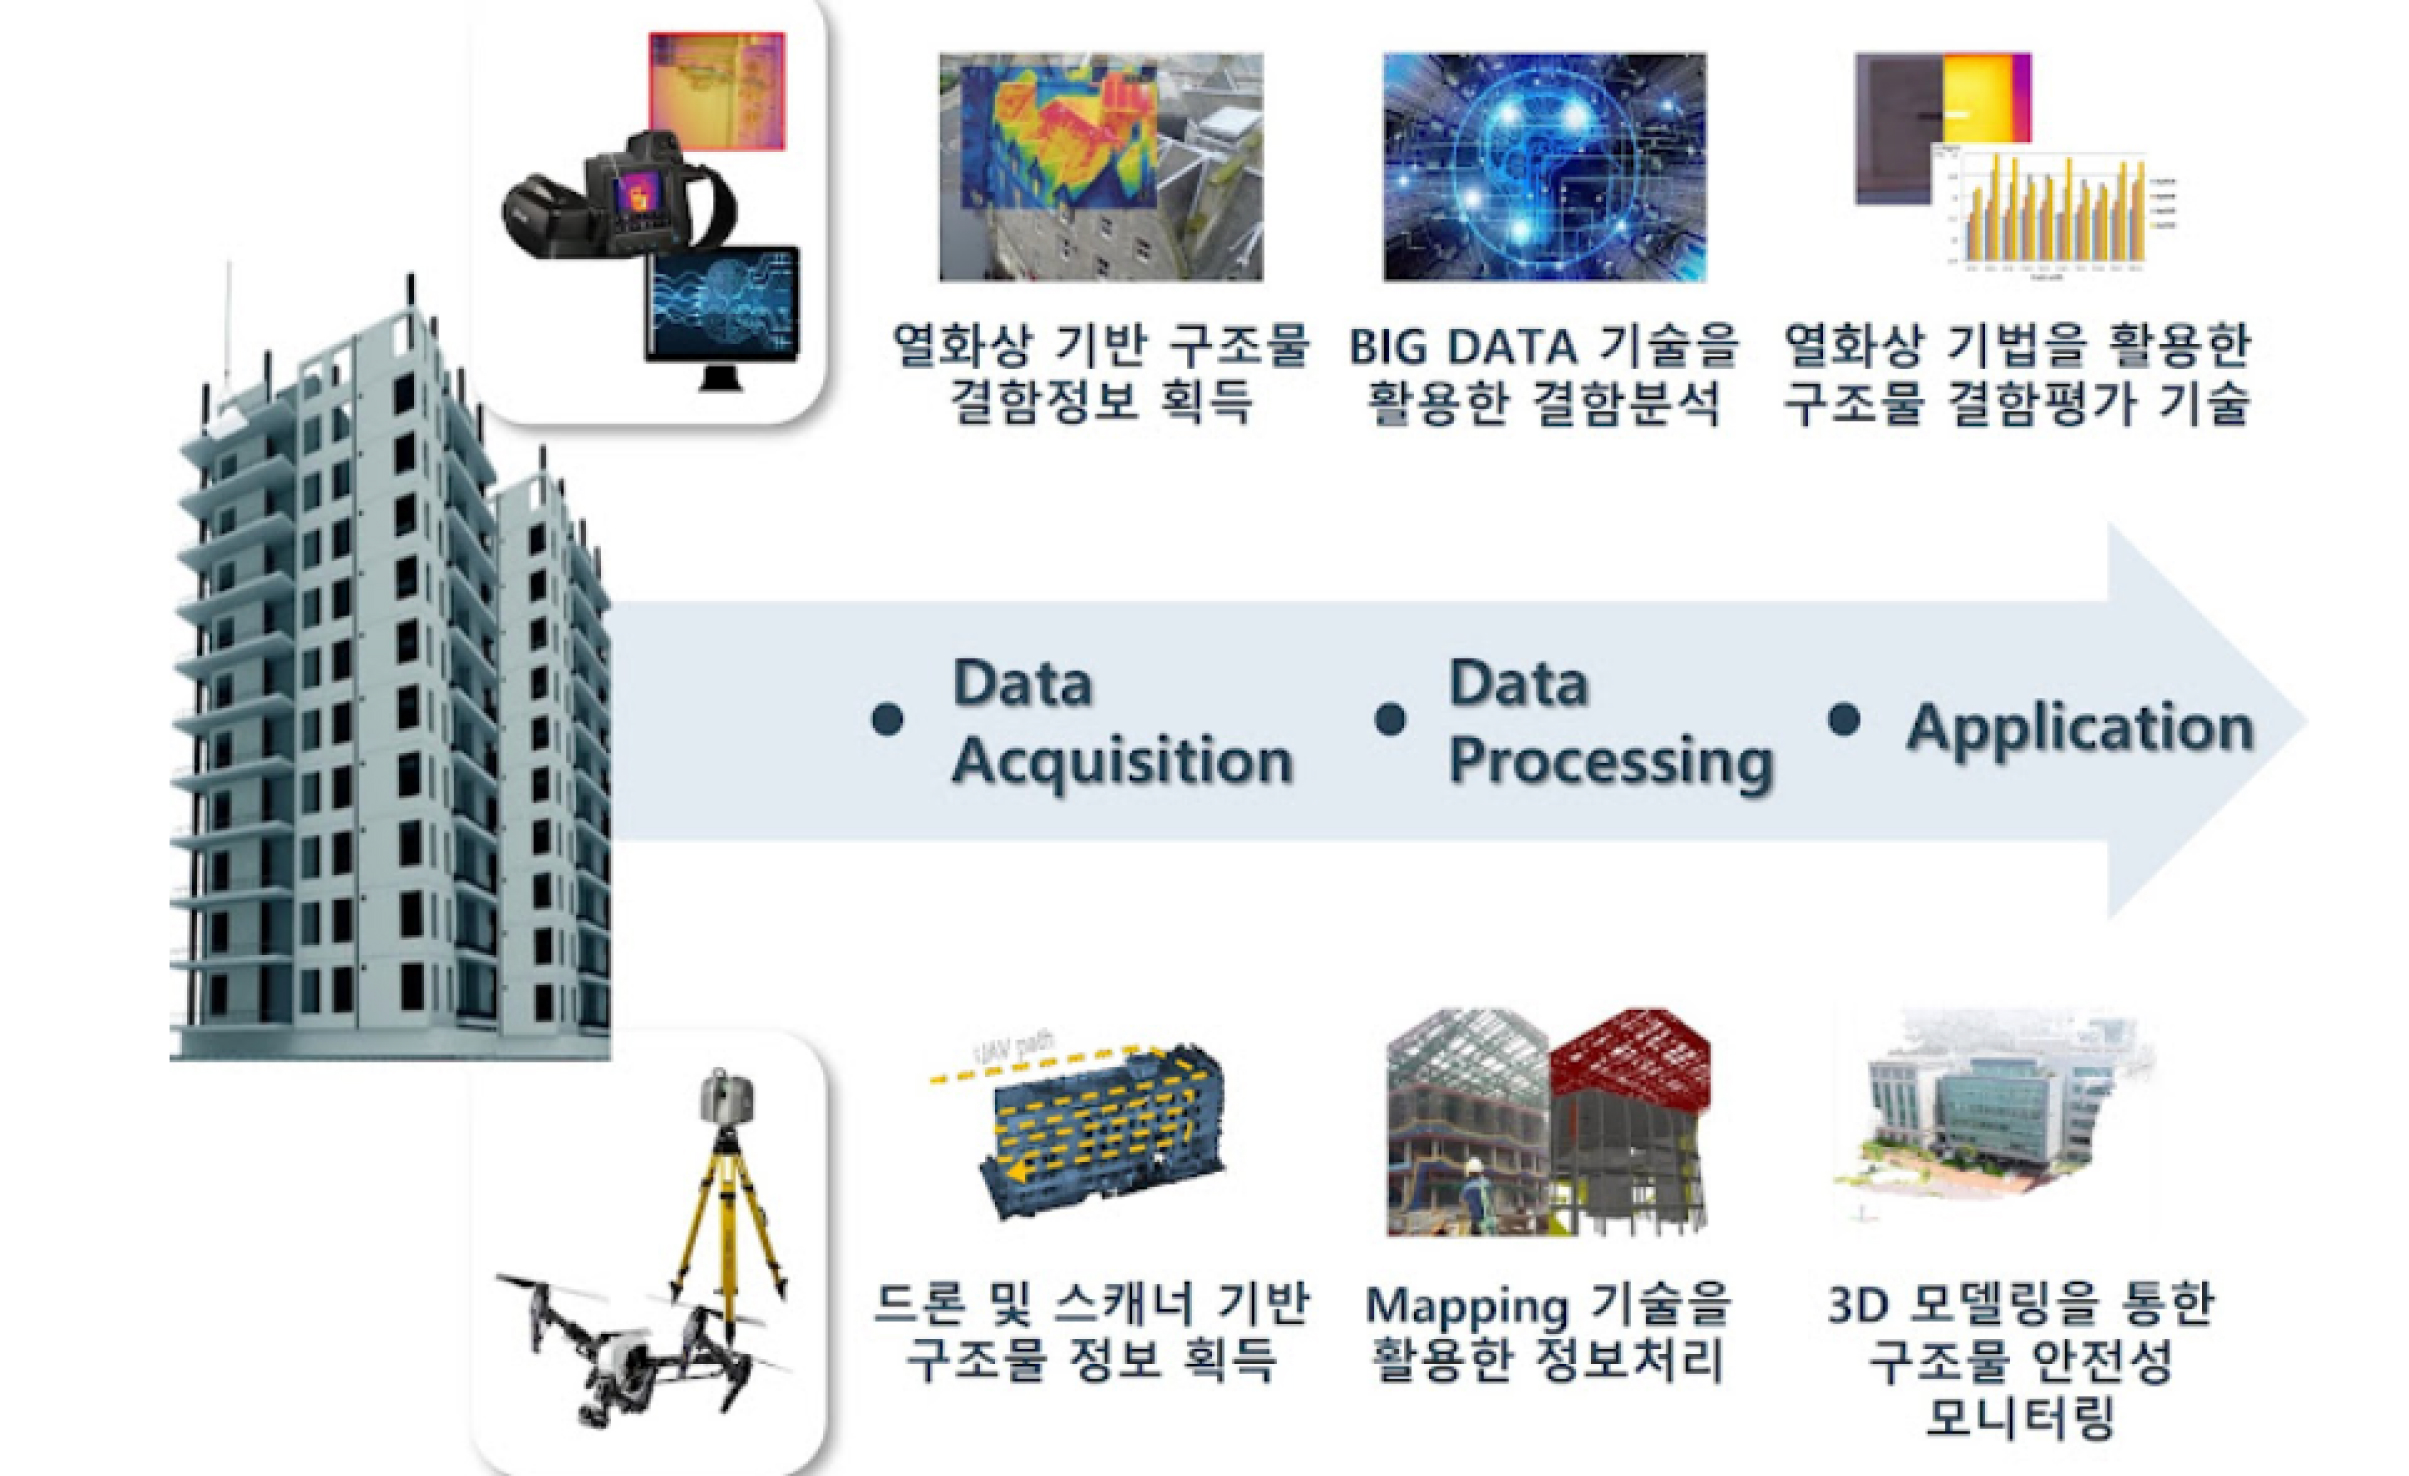 열화상 기반 구조물
결함정보 획득
BIG DATA 기술을
활용한 결함분석
열화상 기법을 활용한
구조물 결함평가 기술
Data
Acquisition
Data
Processing
Application
UAV path
드론 및 스캐너 기반
구조물 정보 획득
Mapping 기술을
활용한 정보처리
3D 모델링을 통한
구조물 안전성
모니터링